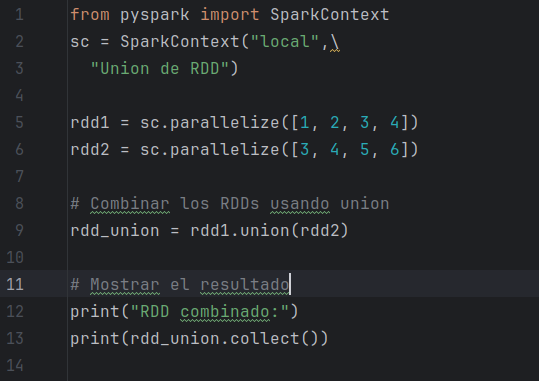 1 from pyspark import SparkContext
2 sc = SparkContext("local",\
3   "Union de RDD")
4
5 rdd1 = sc.parallelize([1, 2, 3, 4])
6 rdd2 = sc.parallelize([3, 4, 5, 6])
7
8 # Combinar los RDDs usando union
9 rdd_union = rdd1.union(rdd2)
10
11 # Mostrar el resultado
12 print("RDD combinado:")
13 print(rdd_union.collect())
14